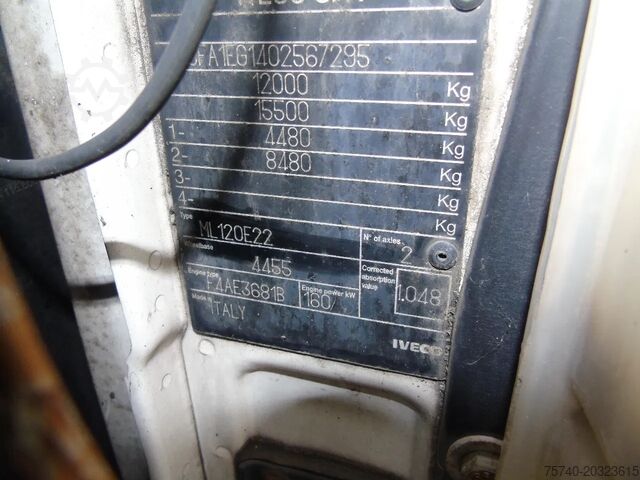 FA1EG1402567295
12000 Kg
15500 Kg
1- 4480 Kg
2- 8480 Kg
3- Kg
4- Kg
Type ML120E22 N° of axles 2
Wheelbase 4455
Engine type F4AE3681B Engine power kW 160 Corrected absorption value 1.048
Made in ITALY
IVECO
75740-20323615